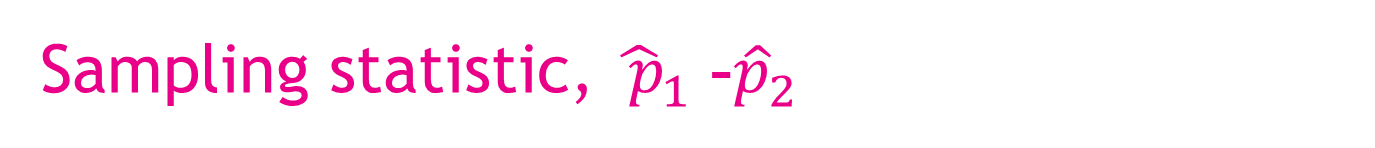 Sampling statistic, p̂₁ -p̂₂